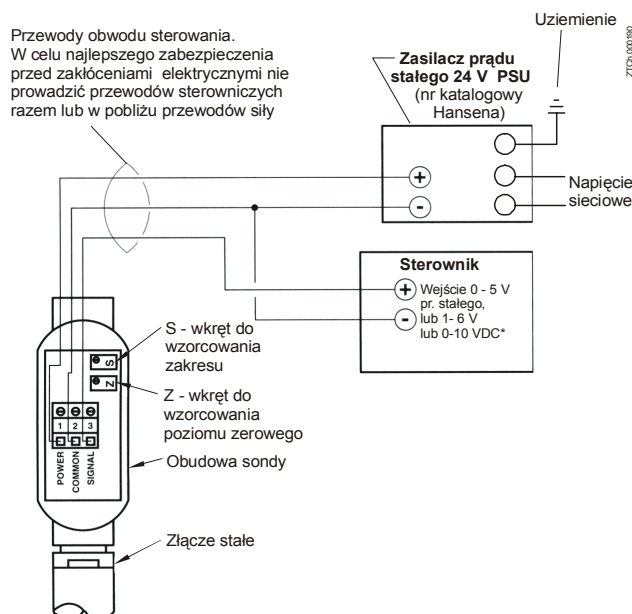 Przewody obwodu sterowania.
W celu najlepszego zabezpieczenia
przed zakłóceniami elektrycznymi nie
prowadzić przewodów sterowniczych
razem lub w pobliżu przewodów siły
Uziemienie
ZTCh 000190
Zasilacz prądu
stałego 24 V PSU
(nr katalogowy
Hansena)
+
-
Napięcie
sieciowe
Sterownik
+
-
Wejście 0 - 5 V
pr. stałego,
lub 1- 6 V
lub 0-10 VDC*
S - wkręt do
wzorcowania
zakresu
S
Z
Z - wkręt do
wzorcowania
poziomu zerowego
1 2 3
POWER
COMMON
SIGNAL
Obudowa sondy
Złącze stałe